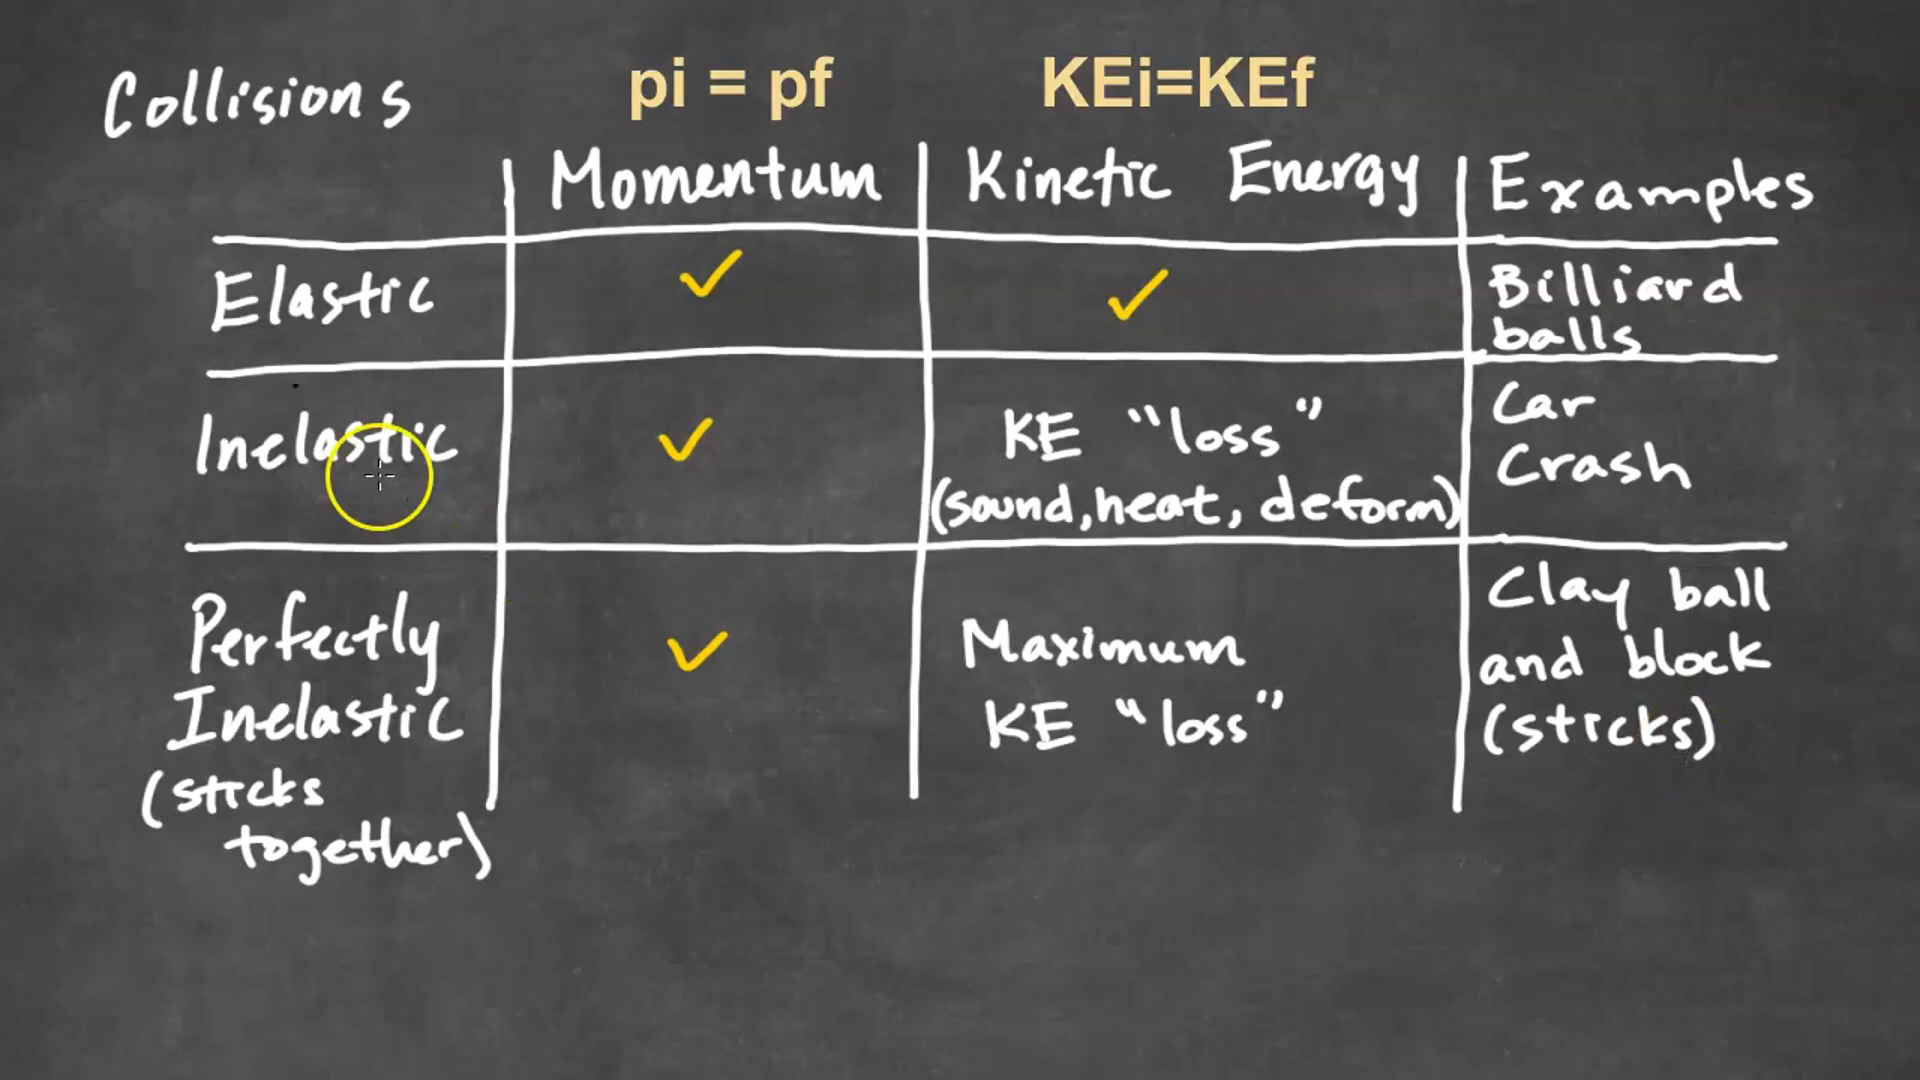 Collisions
pi = pf
KEi=KEf
Momentum
Kinetic Energy
Examples
Elastic
Billiard
balls
Inelastic
KE "loss"
(sound, heat, deform)
Car
Crash
Perfectly
Inelastic
(sticks
together)
Maximum
KE "loss"
Clay ball
and block
(sticks)